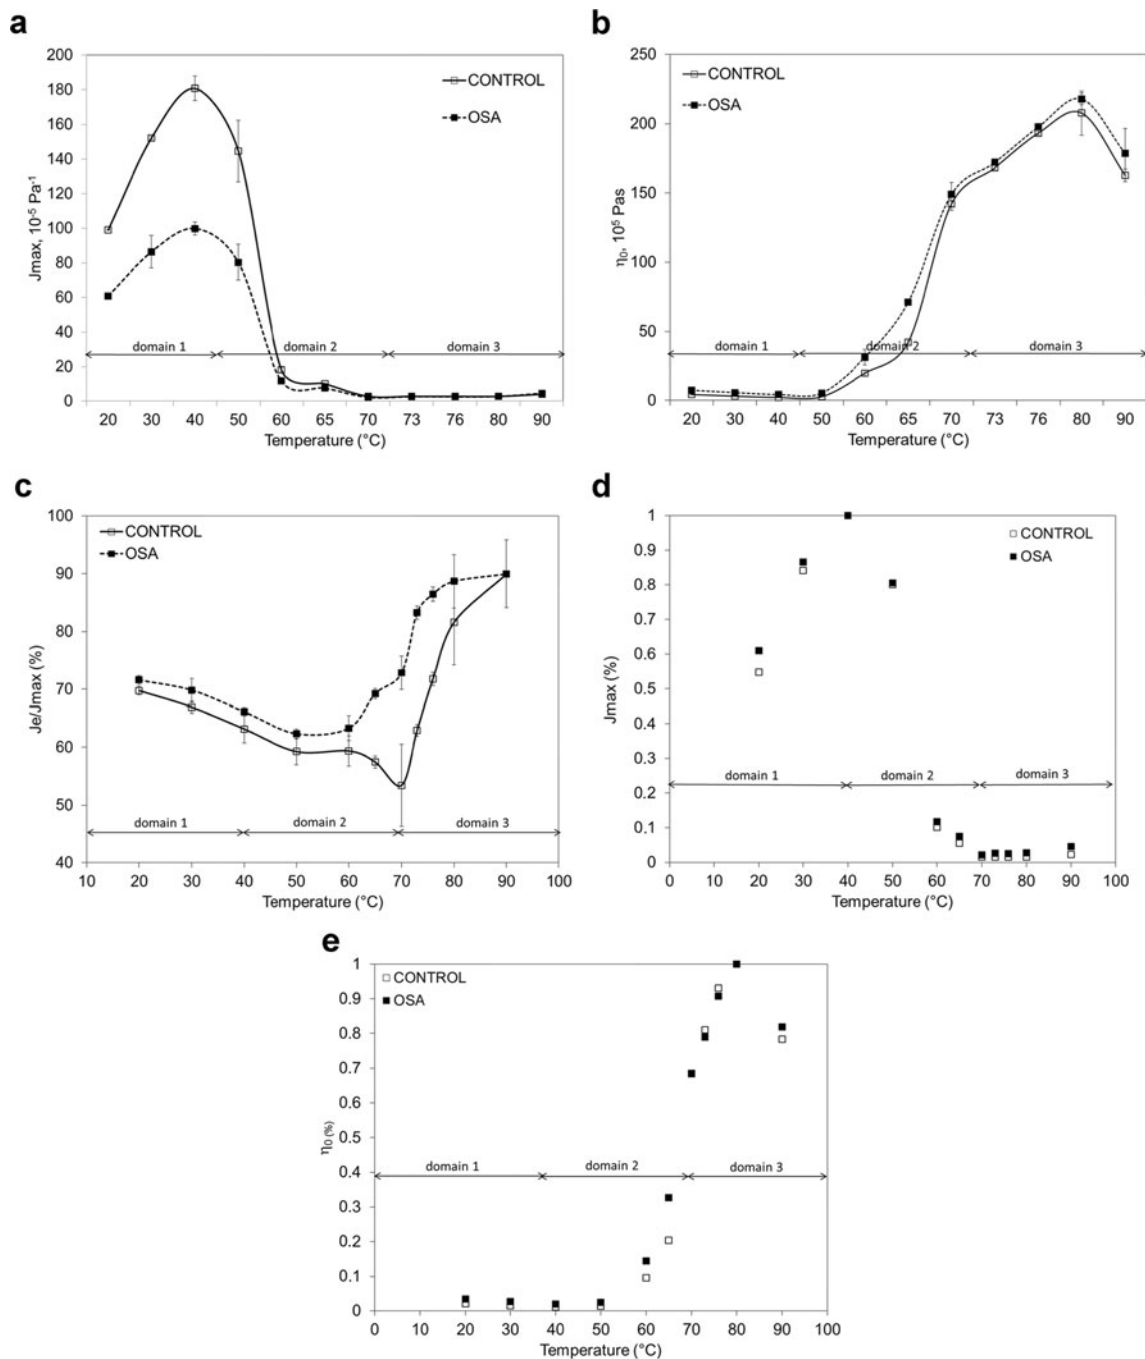 a
200
180
160
140
120
100
80
60
40
20
0
Jmax, 10⁻⁵ Pa⁻¹
CONTROL
OSA
domain 1 domain 2 domain 3
20 30 40 50 60 65 70 73 76 80 90
Temperature (°C)
b
250
200
150
100
50
0
η₀, 10⁵ Pas
CONTROL
OSA
domain 1 domain 2 domain 3
20 30 40 50 60 65 70 73 76 80 90
Temperature (°C)
c
100
90
80
70
60
50
40
Je/Jmax (%)
CONTROL
OSA
domain 1 domain 2 domain 3
10 20 30 40 50 60 70 80 90 100
Temperature (°C)
d
1
0.9
0.8
0.7
0.6
0.5
0.4
0.3
0.2
0.1
0
Jmax (%)
CONTROL
OSA
domain 1 domain 2 domain 3
0 10 20 30 40 50 60 70 80 90 100
Temperature (°C)
e
1
0.9
0.8
0.7
0.6
0.5
0.4
0.3
0.2
0.1
0
η₀ (%)
CONTROL
OSA
domain 1 domain 2 domain 3
0 10 20 30 40 50 60 70 80 90 100
Temperature (°C)